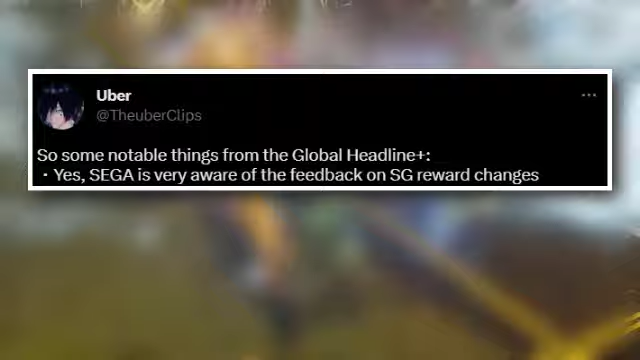 Uber
@TheuberClips
So some notable things from the Global Headline+:
· Yes, SEGA is very aware of the feedback on SG reward changes